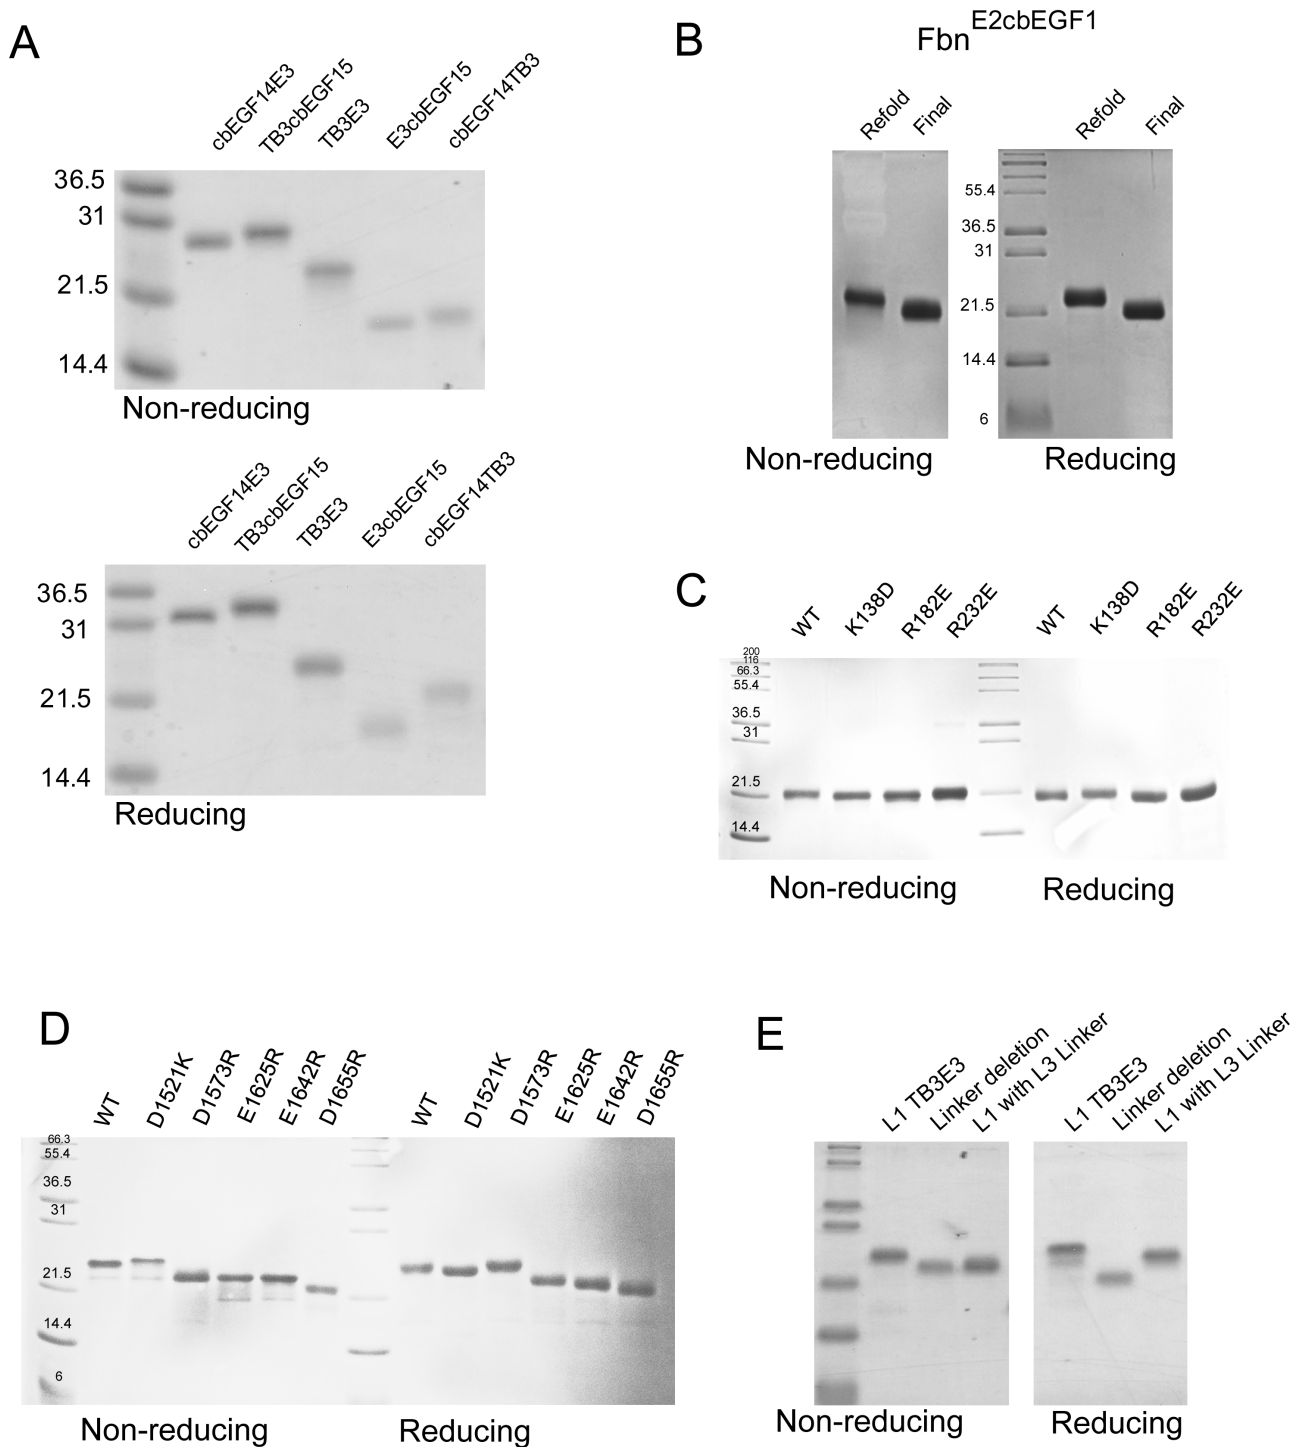 A
cbEGF14E3
TB3cbEGF15
TB3E3
E3cbEGF15
cbEGF14TB3
36.5
31
21.5
14.4
Non-reducing
cbEGF14E3
TB3cbEGF15
TB3E3
E3cbEGF15
cbEGF14TB3
36.5
31
21.5
14.4
Reducing
B
Fbn E2cbEGF1
Refold
Final
Refold
Final
55.4
36.5
31
21.5
14.4
6
Non-reducing
Reducing
C
WT
K138D
R182E
R232E
WT
K138D
R182E
R232E
200
116
66.3
55.4
36.5
31
21.5
14.4
Non-reducing
Reducing
D
WT
D1521K
D1573R
E1625R
E1642R
D1655R
WT
D1521K
D1573R
E1625R
E1642R
D1655R
66.3
55.4
36.5
31
21.5
14.4
6
Non-reducing
Reducing
E
L1 TB3E3
Linker deletion
L1 with L3 Linker
L1 TB3E3
Linker deletion
L1 with L3 Linker
Non-reducing
Reducing